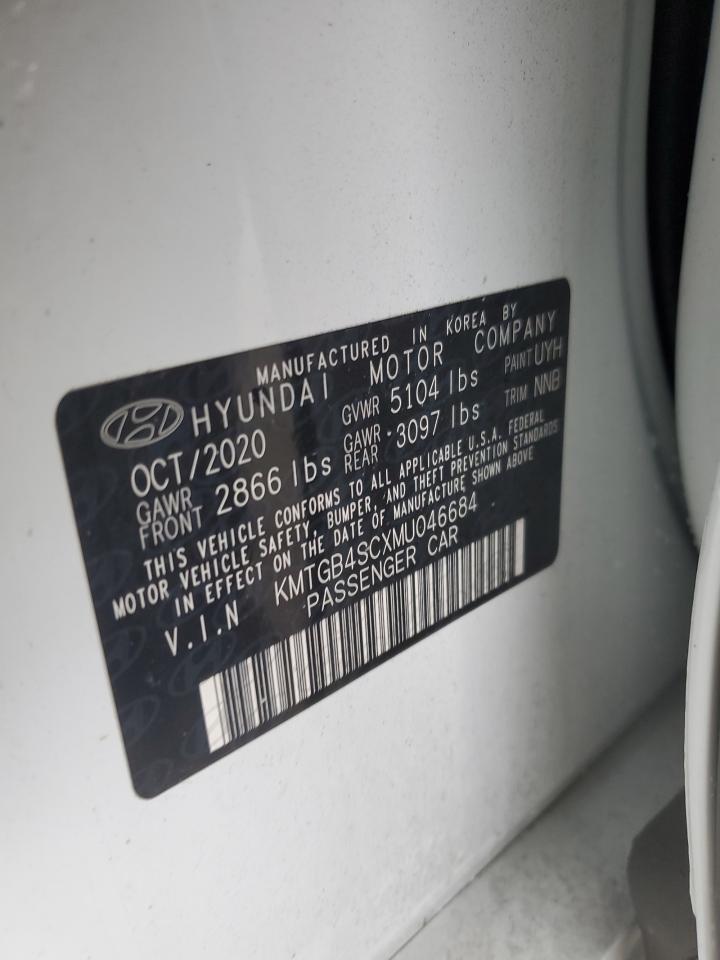 MANUFACTURED IN KOREA BY
HYUNDAI MOTOR COMPANY
OCT/2020 GVWR 5104 lbs PAINT UYH
GAWR FRONT 2866 lbs GAWR REAR 3097 lbs TRIM NNB
THIS VEHICLE CONFORMS TO ALL APPLICABLE U.S.A. FEDERAL
MOTOR VEHICLE SAFETY, BUMPER, AND THEFT PREVENTION STANDARDS
IN EFFECT ON THE DATE OF MANUFACTURE SHOWN ABOVE
V.I.N KMTGB4SCXMU046684
PASSENGER CAR